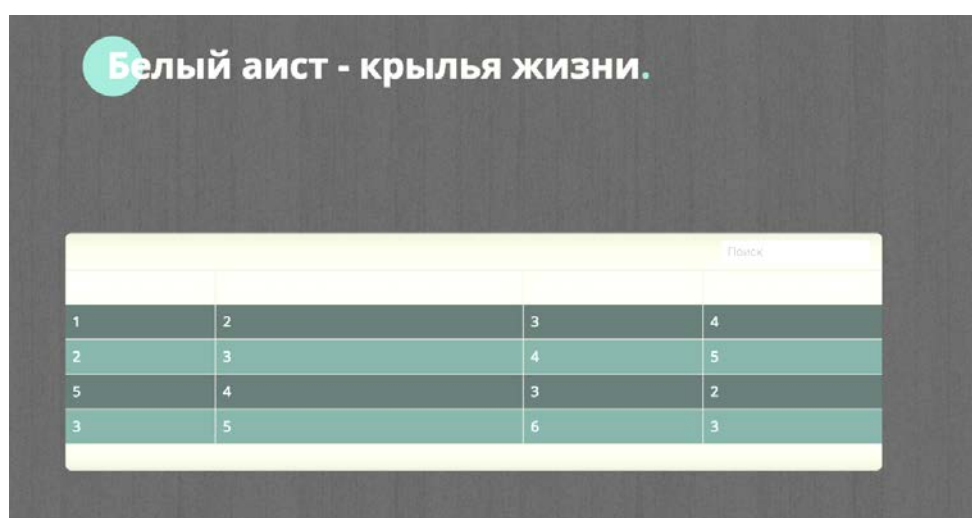 Белый аист - крылья жизни.
Поиск
1 2 3 4
2 3 4 5
5 4 3 2
3 5 6 3